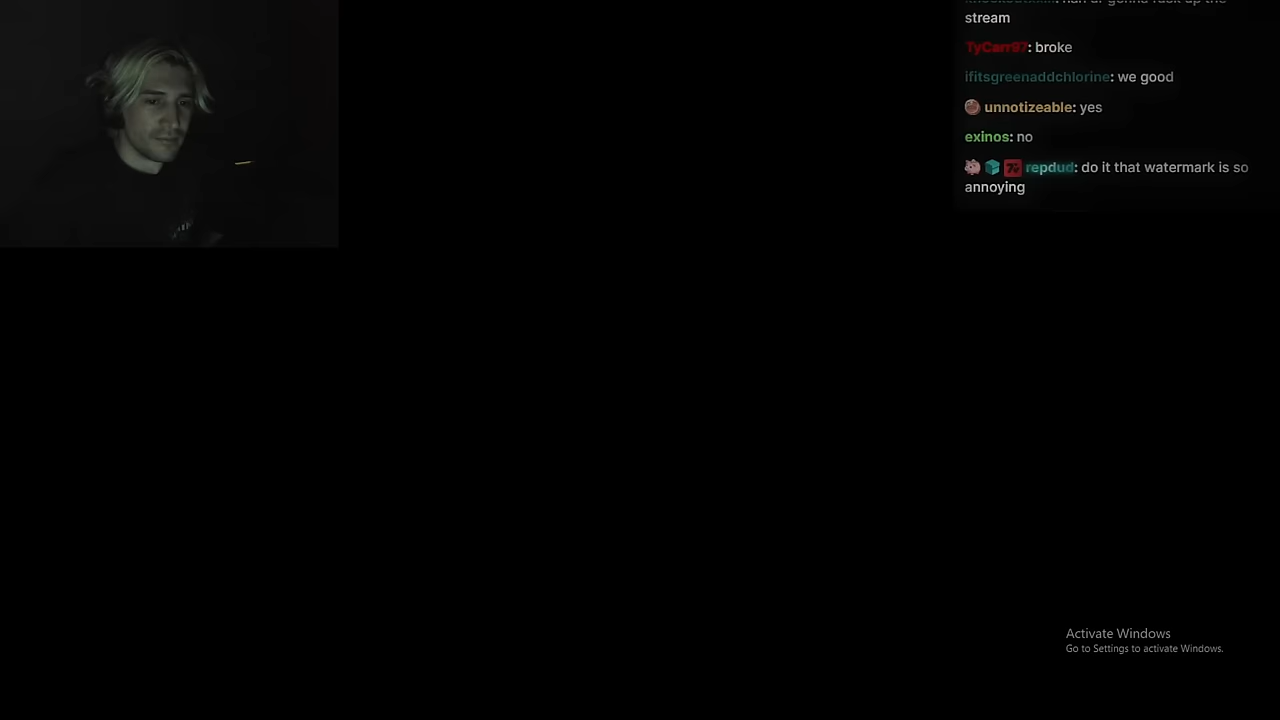 stream
TyCarr97: broke
ifitsgreenaddchlorine: we good
unnotizeable: yes
exinos: no
repdud: do it that watermark is so
annoying
Activate Windows
Go to Settings to activate Windows.